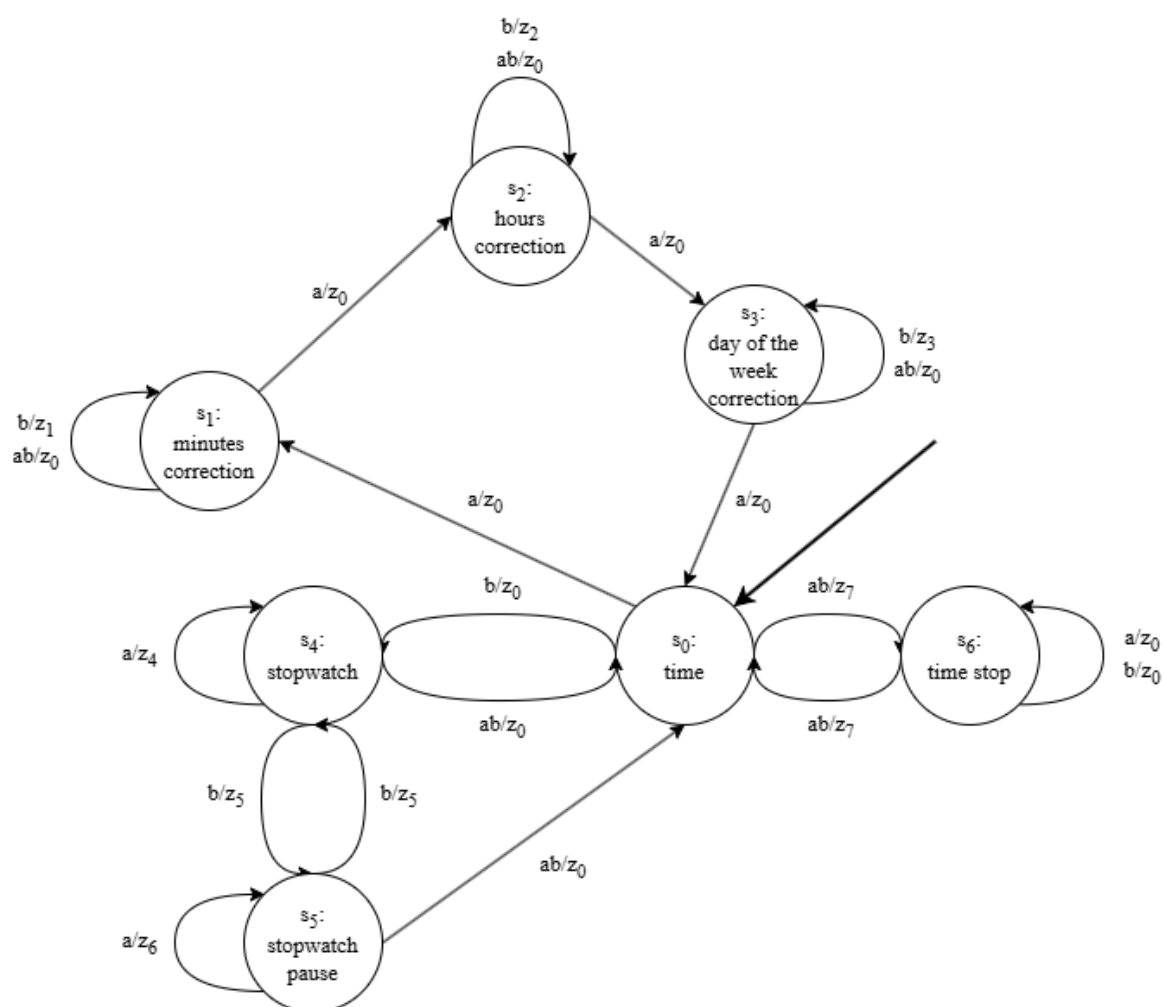 b/z₂
ab/z₀
s₂:
hours
correction
a/z₀
a/z₀
s₃:
day of the
week
correction
b/z₃
ab/z₀
s₁:
minutes
correction
b/z₁
ab/z₀
a/z₀
a/z₀
b/z₀
ab/z₇
s₄:
stopwatch
a/z₄
s₀:
time
s₆:
time stop
a/z₀
b/z₀
ab/z₀
ab/z₇
b/z₅
b/z₅
ab/z₀
s₅:
stopwatch
pause
a/z₆